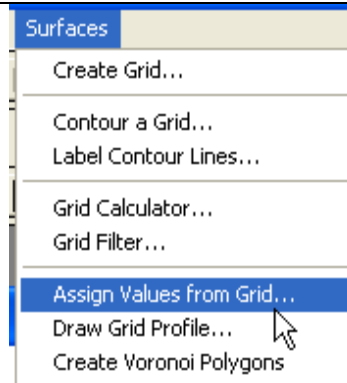 Surfaces
Create Grid...
Contour a Grid...
Label Contour Lines...
Grid Calculator...
Grid Filter...
Assign Values from Grid...
Draw Grid Profile...
Create Voronoi Polygons